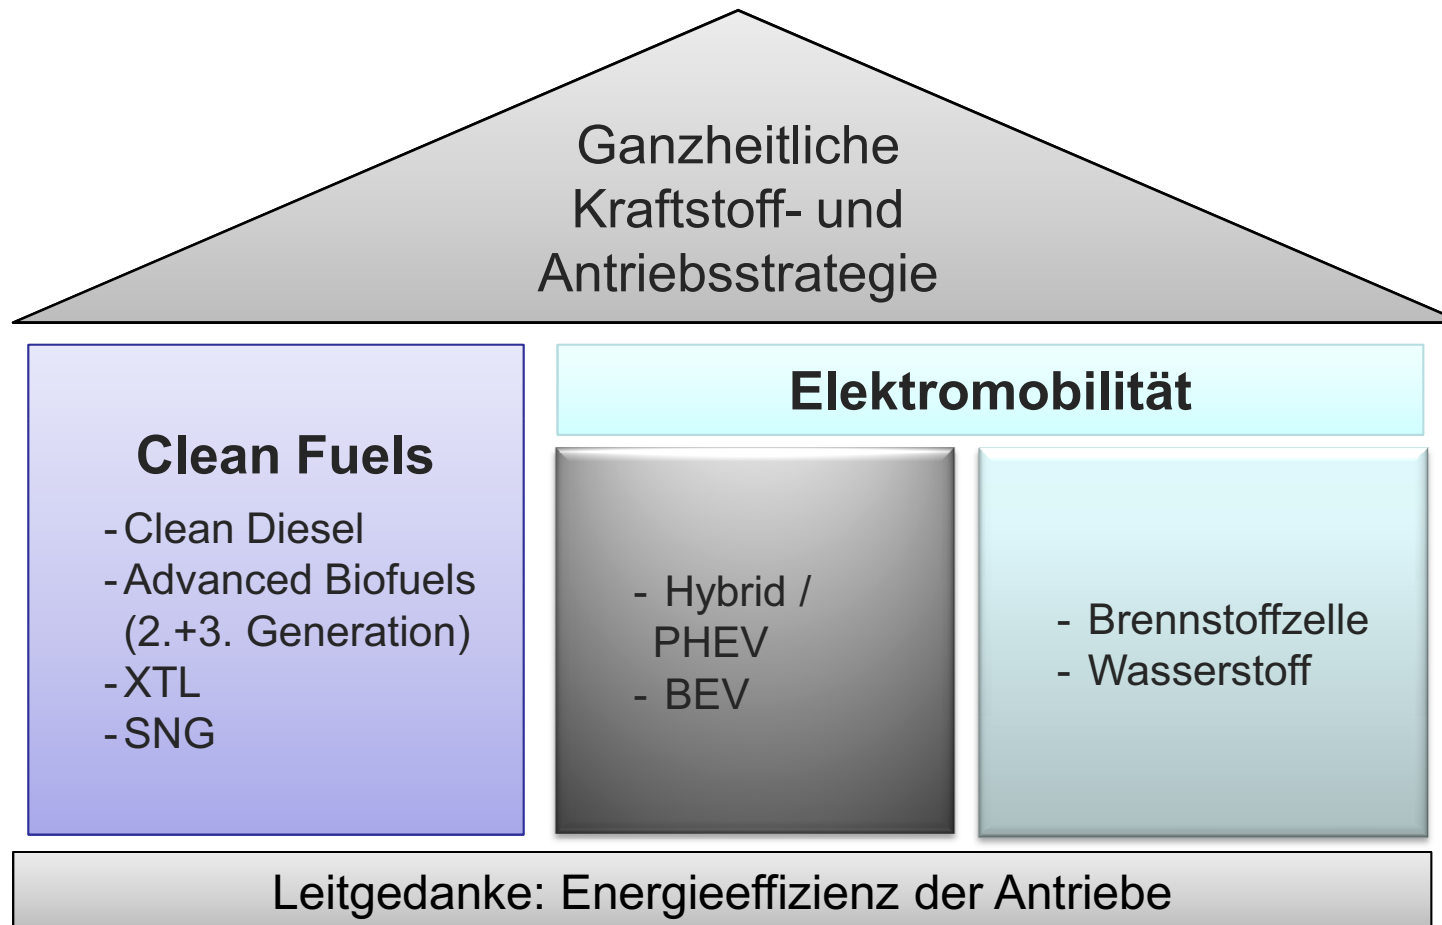 Ganzheitliche
Kraftstoff- und
Antriebsstrategie
Clean Fuels
- Clean Diesel
- Advanced Biofuels
(2.+3. Generation)
- XTL
- SNG
Elektromobilität
- Hybrid /
PHEV
- BEV
- Brennstoffzelle
- Wasserstoff
Leitgedanke: Energieeffizienz der Antriebe